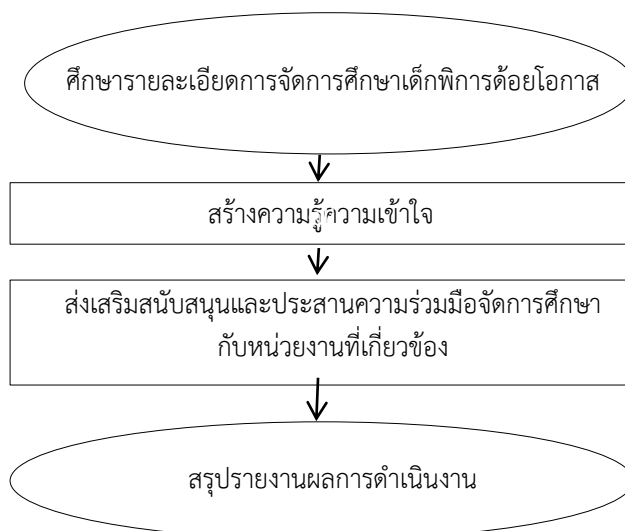 ศึกษารายละเอียดการจัดการศึกษาเด็กพิการด้อยโอกาส
สร้างความรู้ความเข้าใจ
ส่งเสริมสนับสนุนและประสานความร่วมมือจัดการศึกษา
กับหน่วยงานที่เกี่ยวข้อง
สรุปรายงานผลการดำเนินงาน